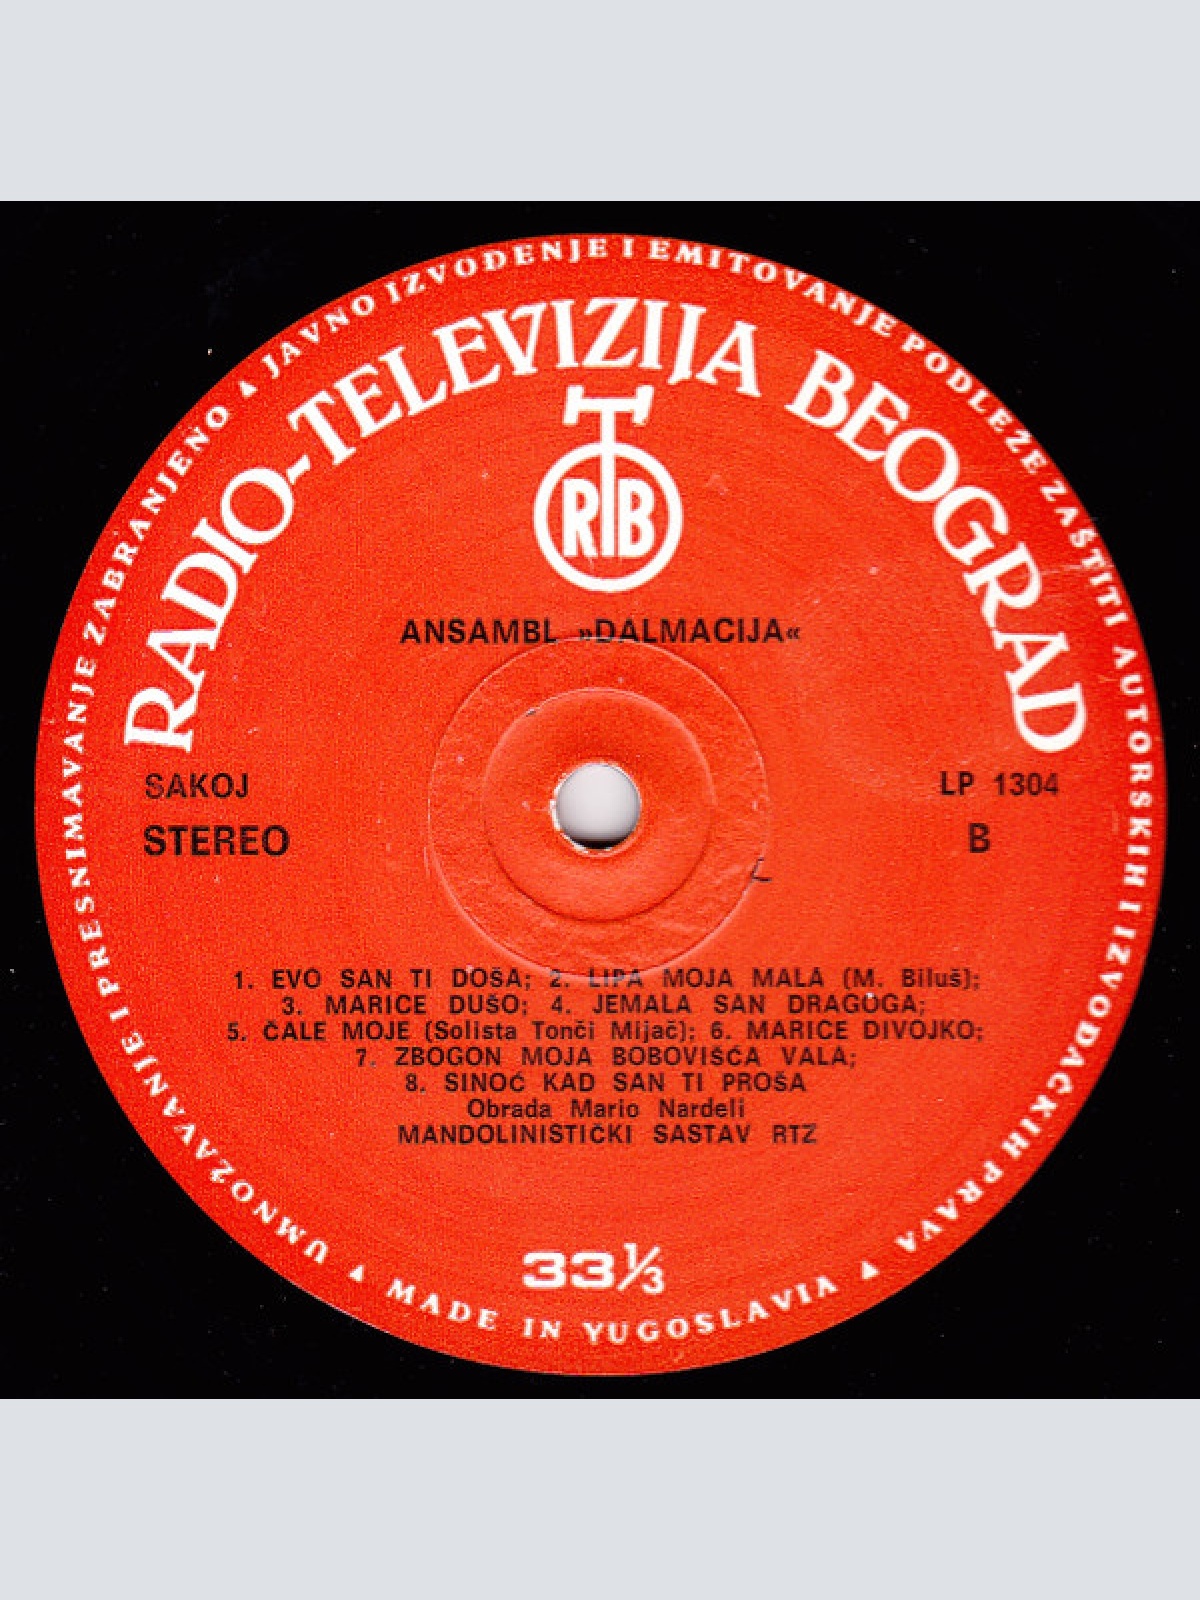 UMNOŽAVANJE I PRESNIMAVANJE ZABRANJENO ▲ JAVNO IZVOĐENJE I EMITOVANJE PODLEŽE ZAŠTITI AUTORSKIH I IZVOĐAČKIH PRAVA ▲
RADIO-TELEVIZIJA BEOGRAD
RTB
ANSAMBL »DALMACIJA«
SAKOJ
LP 1304
STEREO
B
1. EVO SAN TI DOŠA; 2. LIPA MOJA MALA (M. Biluš);
3. MARICE DUŠO; 4. JEMALA SAN DRAGOGA;
5. ČALE MOJE (Solista Tonči Mijač); 6. MARICE DIVOJKO;
7. ZBOGON MOJA BOBOVIŠĆA VALA;
8. SINOĆ KAD SAN TI PROŠA
Obrada Mario Nardeli
MANDOLINISTIČKI SASTAV RTZ
33⅓
MADE IN YUGOSLAVIA